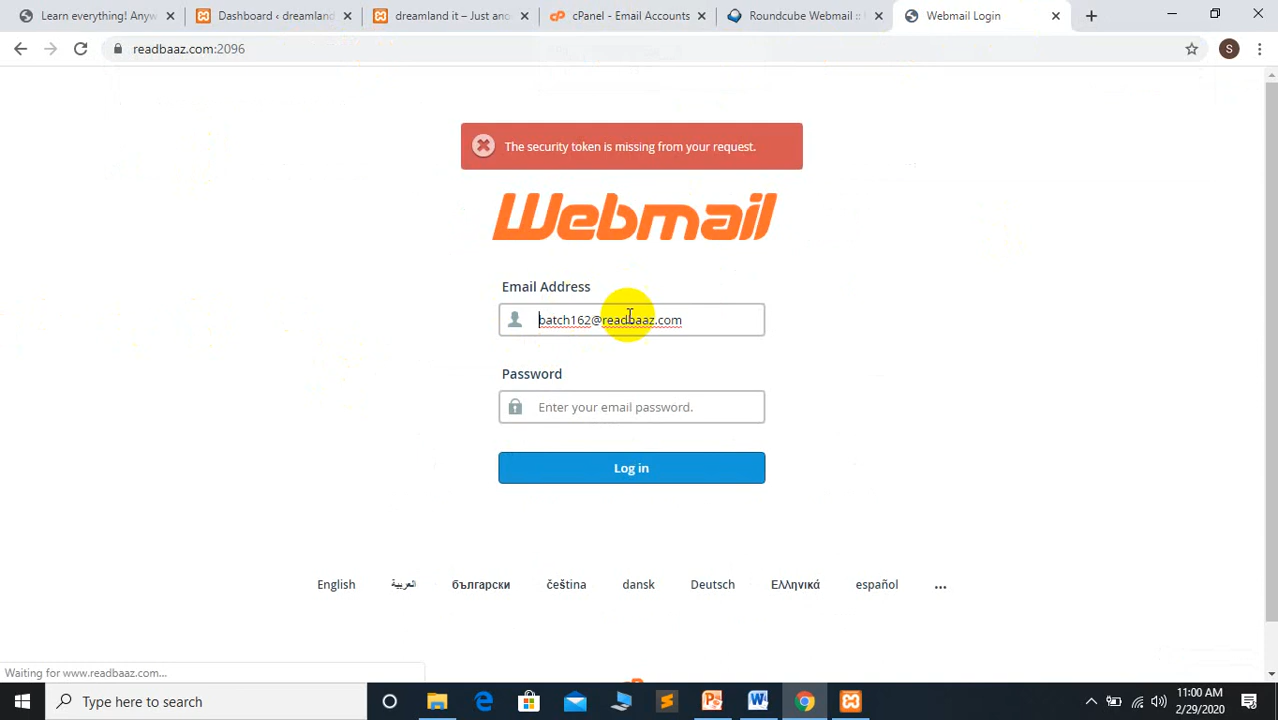 Learn everything! Anyw
Dashboard ‹ dreamland
dreamland it – Just an
cPanel - Email Accounts
Roundcube Webmail ::
Webmail Login
readbaaz.com:2096
S
The security token is missing from your request.
Webmail
Email Address
batch162@readbaaz.com
Password
Enter your email password.
Log in
English
العربية
български
čeština
dansk
Deutsch
Ελληνικά
español
...
Waiting for www.readbaaz.com...
Type here to search
11:00 AM
2/29/2020